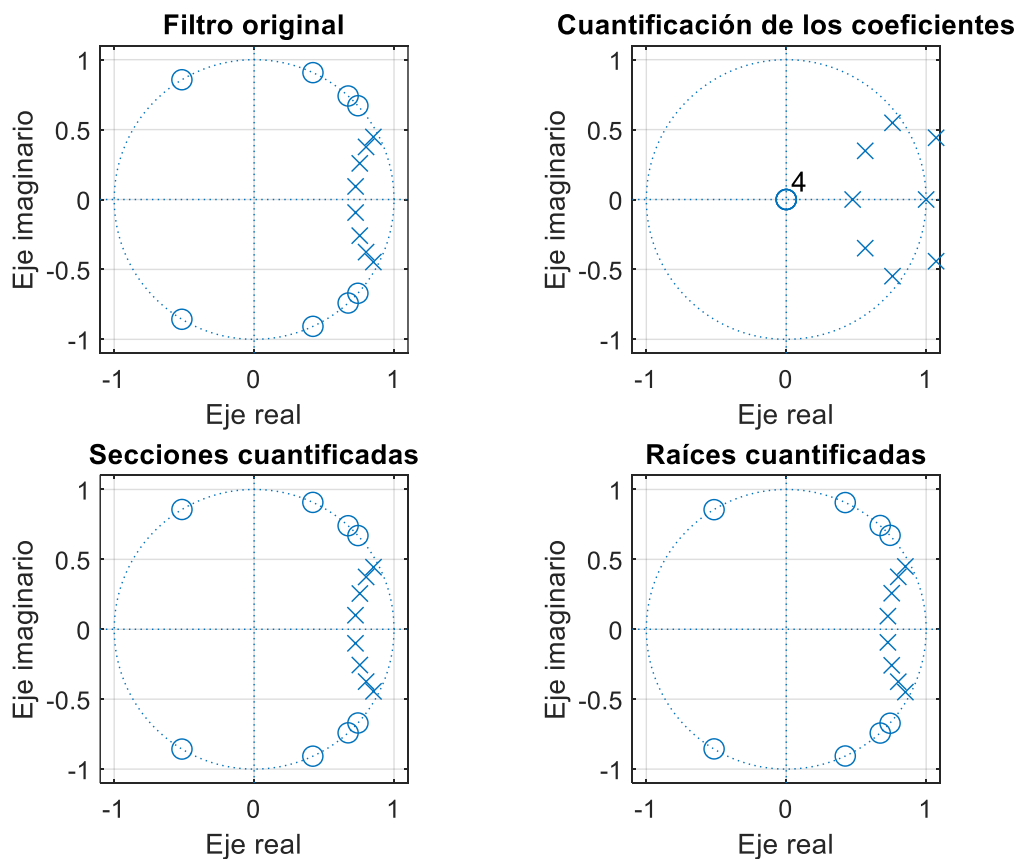 Filtro original
1
0.5
0
-0.5
-1
-1 0 1
Eje imaginario
Eje real
Cuantificación de los coeficientes
4
1
0.5
0
-0.5
-1
-1 0 1
Eje imaginario
Eje real
Secciones cuantificadas
1
0.5
0
-0.5
-1
-1 0 1
Eje imaginario
Eje real
Raíces cuantificadas
1
0.5
0
-0.5
-1
-1 0 1
Eje imaginario
Eje real